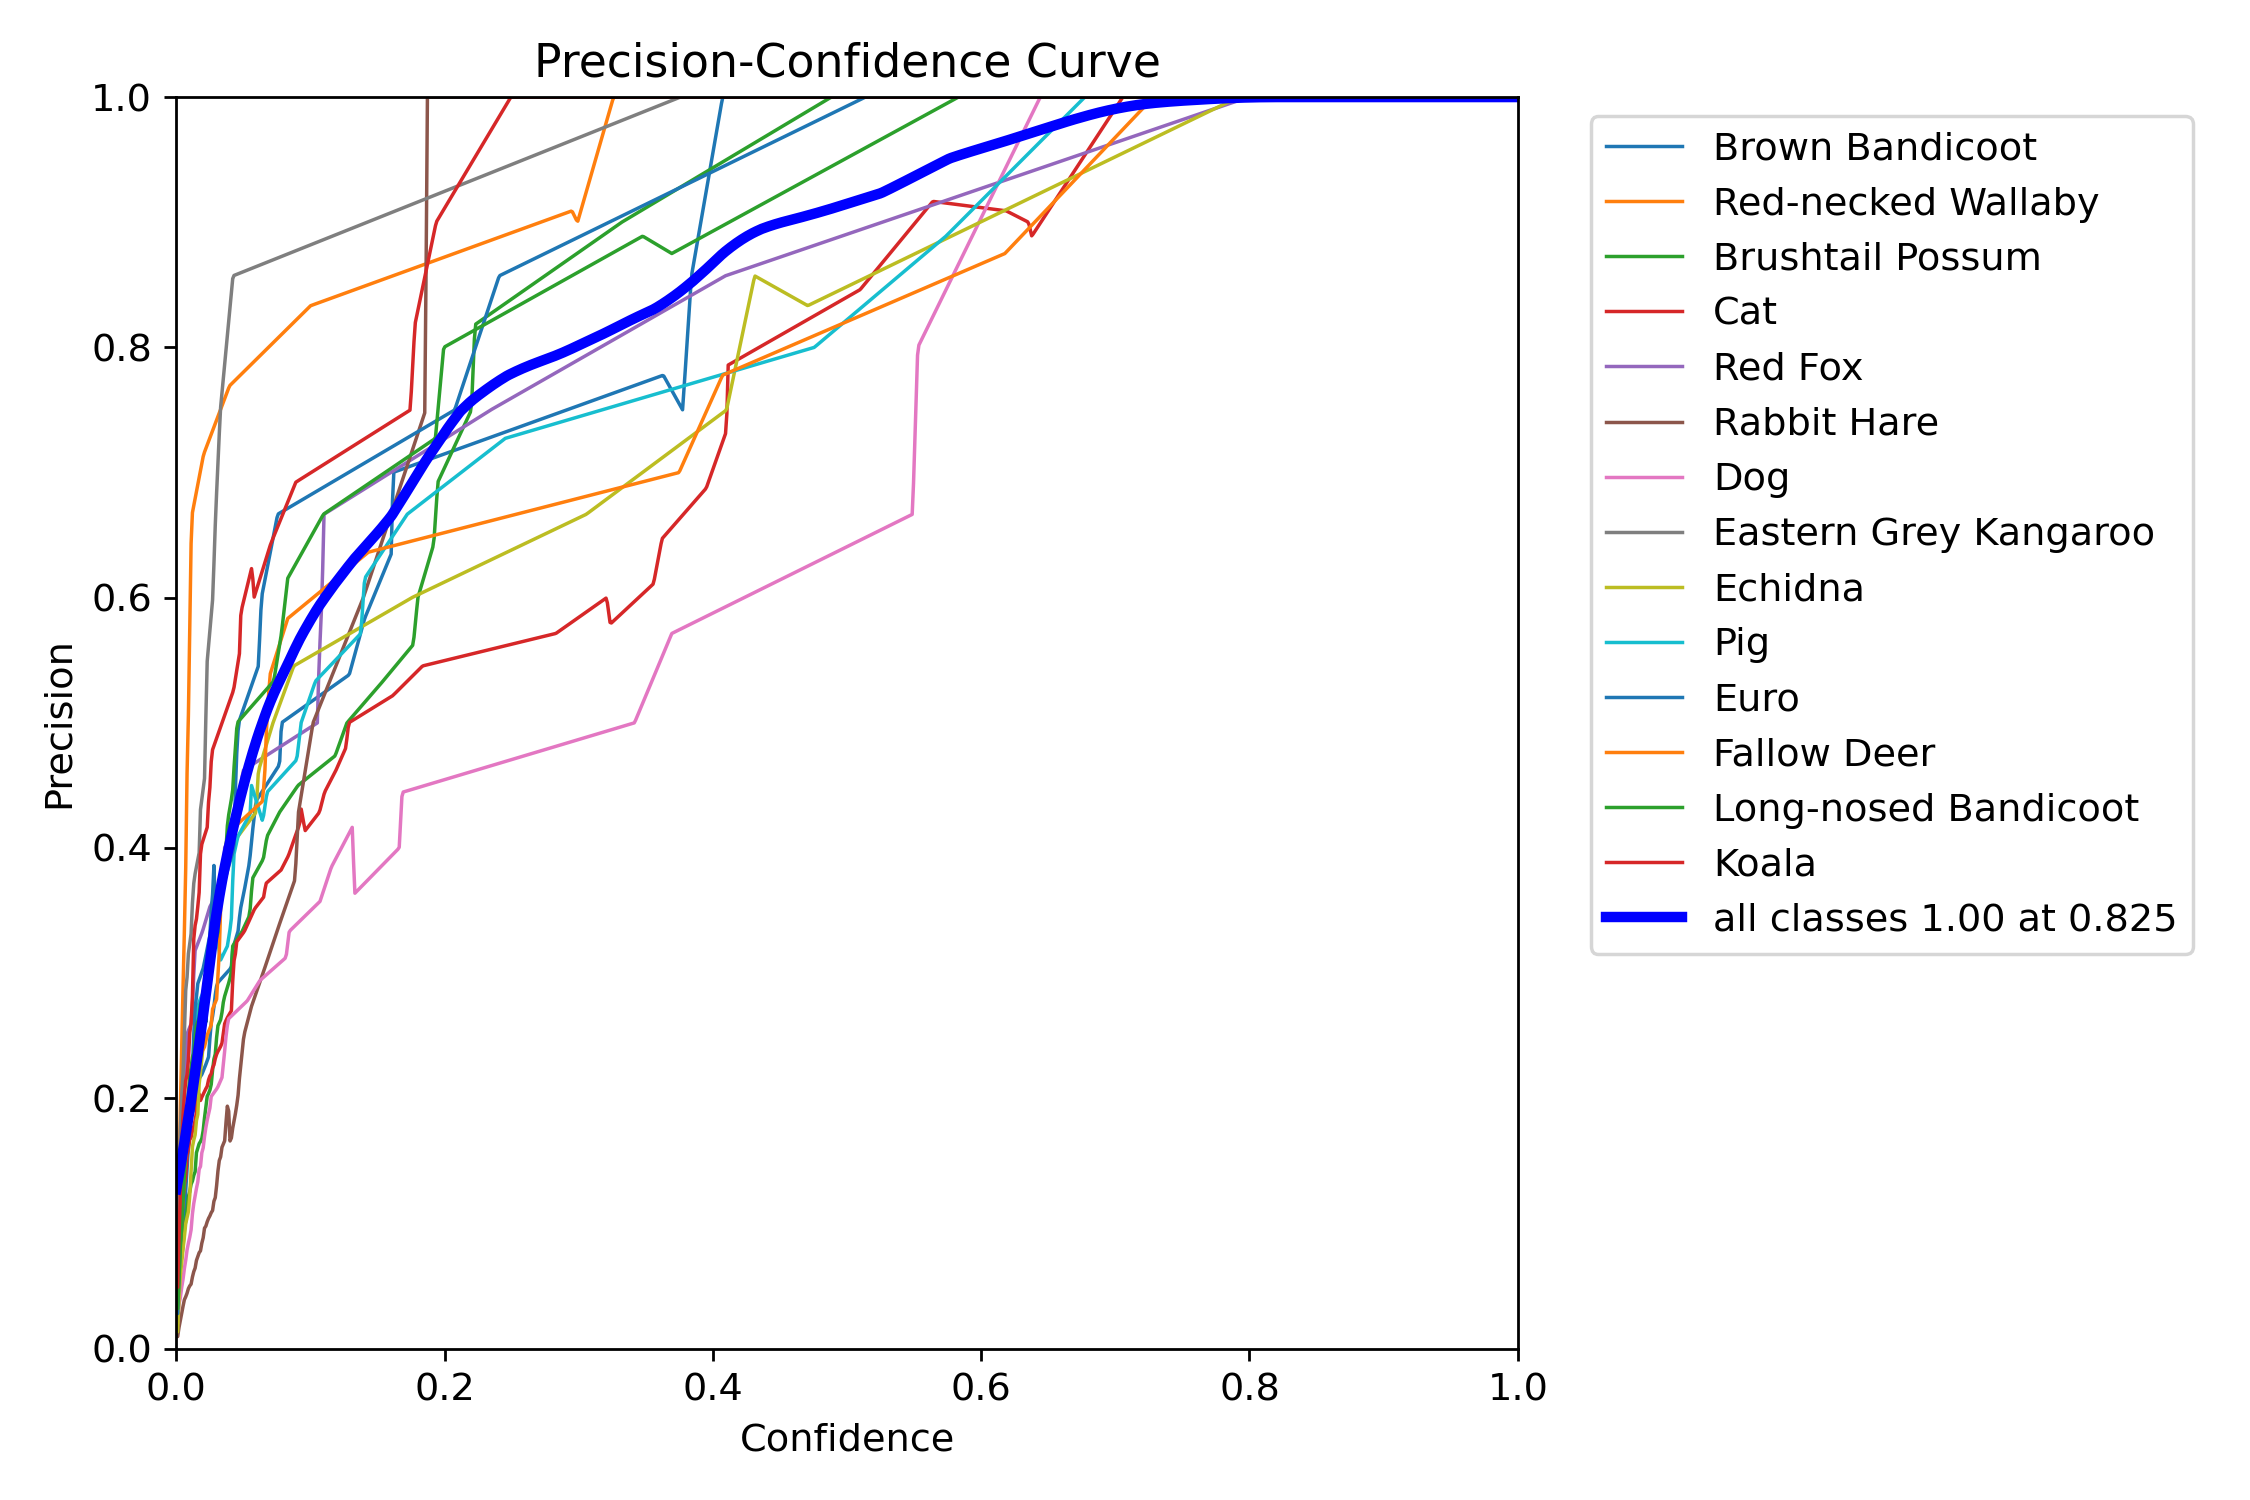 Precision-Confidence Curve
1.0
0.8
0.6
0.4
0.2
0.0
Precision
0.0 0.2 0.4 0.6 0.8 1.0
Confidence
Brown Bandicoot
Red-necked Wallaby
Brushtail Possum
Cat
Red Fox
Rabbit Hare
Dog
Eastern Grey Kangaroo
Echidna
Pig
Euro
Fallow Deer
Long-nosed Bandicoot
Koala
all classes 1.00 at 0.825